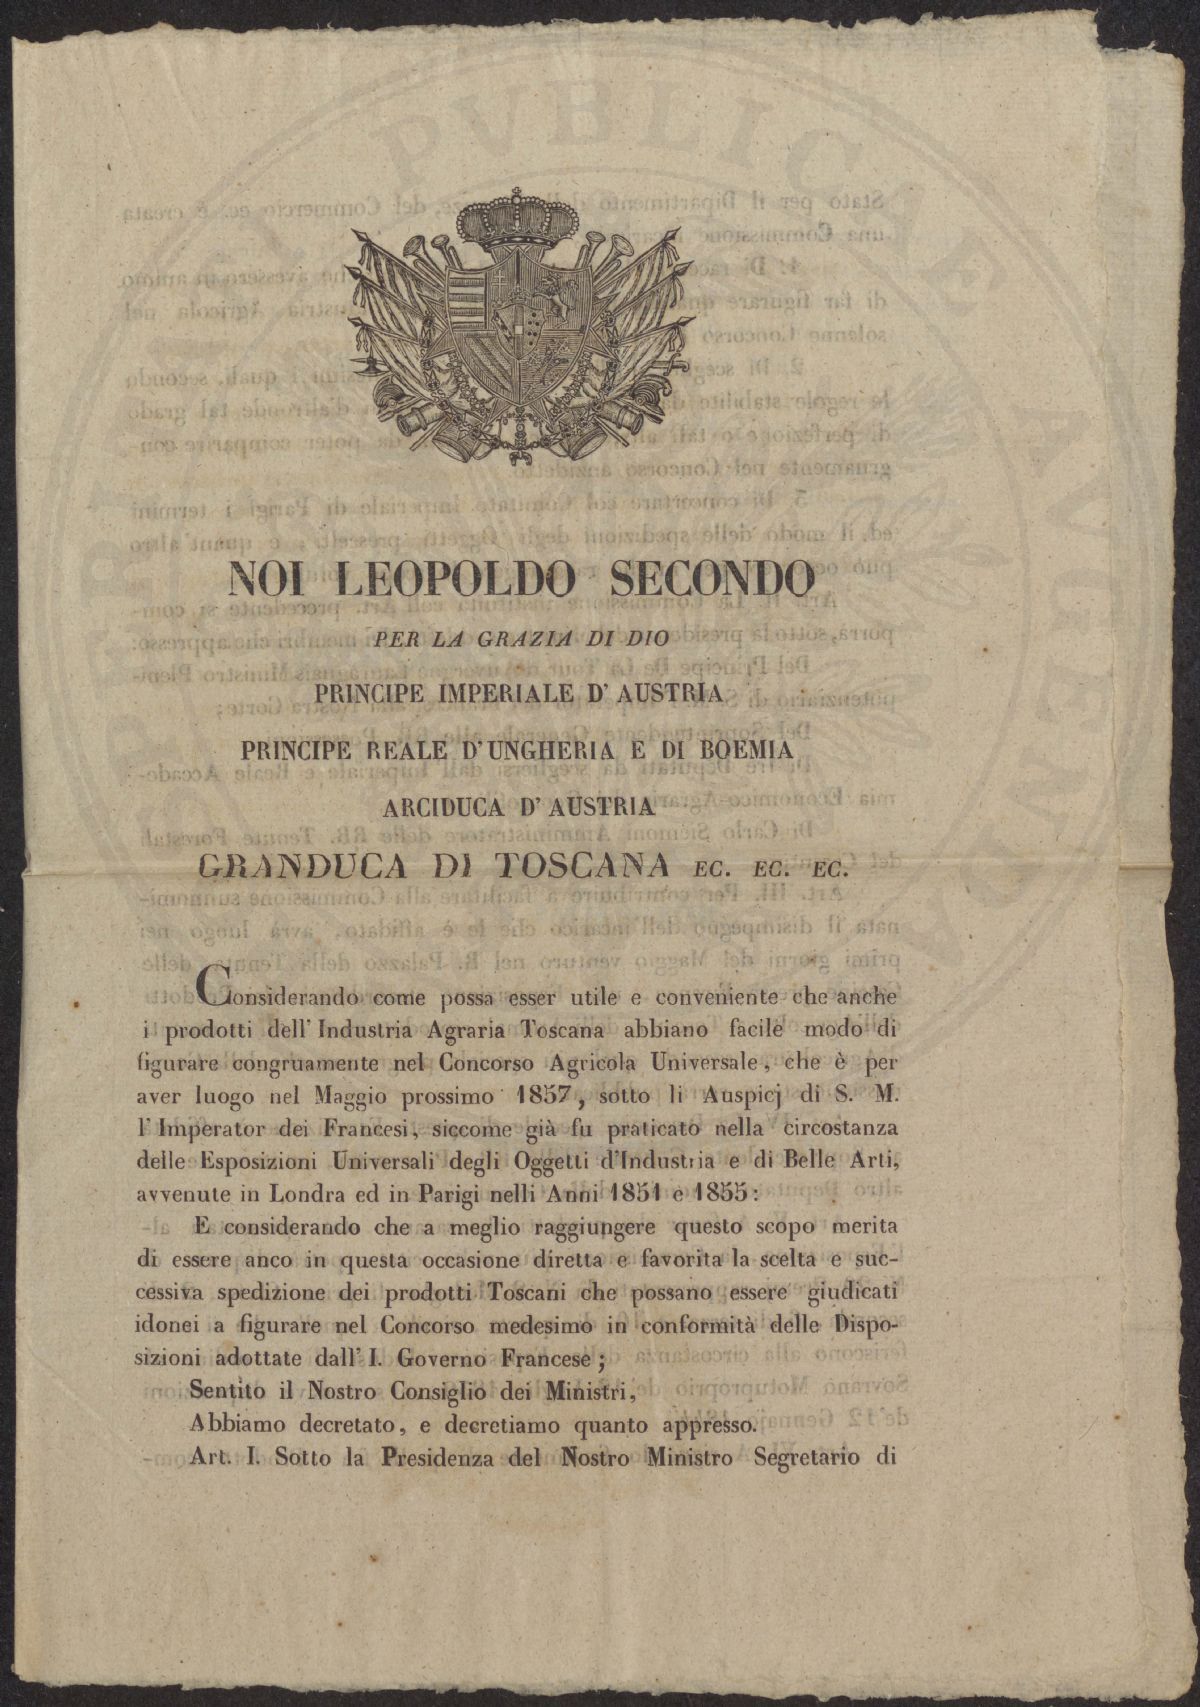 NOI LEOPOLDO SECONDO
PER LA GRAZIA DI DIO
PRINCIPE IMPERIALE D' AUSTRIA
PRINCIPE REALE D'UNGHERIA E DI BOEMIA
ARCIDUCA D' AUSTRIA
GRANDUCA DI TOSCANA EC. EC. EC.
Considerando come possa esser utile e conveniente che anche
i prodotti dell' Industria Agraria Toscana abbiano facile modo di
figurare congruamente nel Concorso Agricola Universale, che è per
aver luogo nel Maggio prossimo 1857, sotto li Auspicj di S. M.
l' Imperator dei Francesi, siccome già fu praticato nella circostanza
delle Esposizioni Universali degli Oggetti d'Industria e di Belle Arti,
avvenute in Londra ed in Parigi nelli Anni 1851 e 1855:
E considerando che a meglio raggiungere questo scopo merita
di essere anco in questa occasione diretta e favorita la scelta e suc-
cessiva spedizione dei prodotti Toscani che possano essere giudicati
idonei a figurare nel Concorso medesimo in conformità delle Dispo-
sizioni adottate dall' I. Governo Francese;
Sentito il Nostro Consiglio dei Ministri,
Abbiamo decretato, e decretiamo quanto appresso.
Art. I. Sotto la Presidenza del Nostro Ministro Segretario di